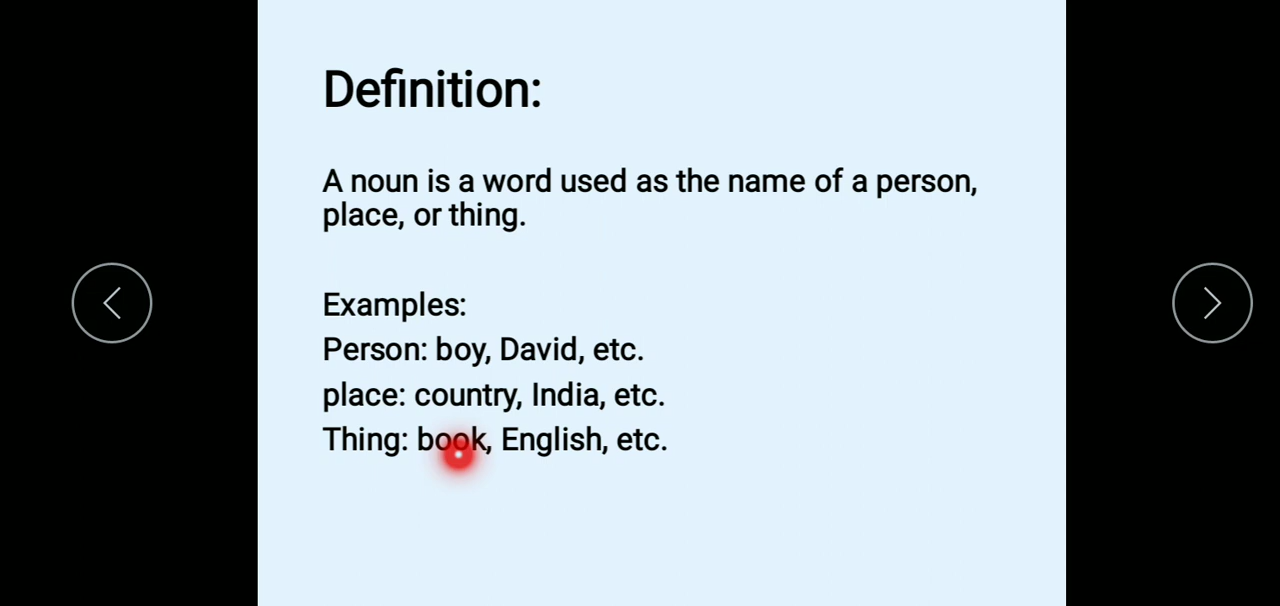 Definition:
A noun is a word used as the name of a person,
place, or thing.
Examples:
Person: boy, David, etc.
place: country, India, etc.
Thing: book, English, etc.